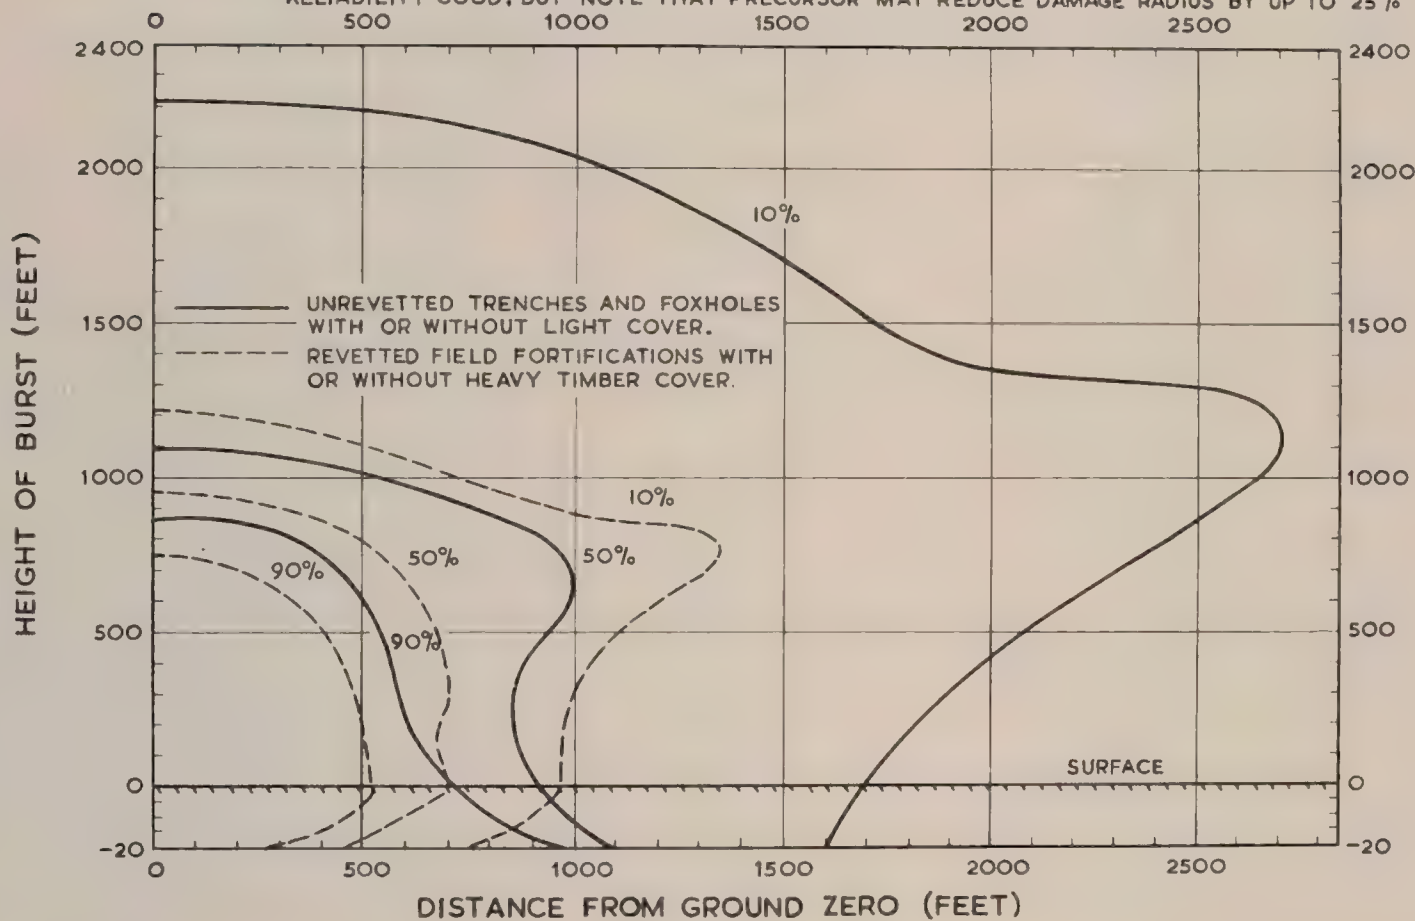 RELIABILITY GOOD, BUT NOTE THAT PRECURSOR MAY REDUCE DAMAGE RADIUS BY UP TO 25%
0 500 1000 1500 2000 2500
2400 2400
2000 2000
10%
UNREVETTED TRENCHES AND FOXHOLES
WITH OR WITHOUT LIGHT COVER.
1500 1500
REVETTED FIELD FORTIFICATIONS WITH
OR WITHOUT HEAVY TIMBER COVER.
HEIGHT OF BURST (FEET)
1000 1000
10%
90% 50% 50%
500 90% 500
SURFACE
0 0
-20 -20
0 500 1000 1500 2000 2500
DISTANCE FROM GROUND ZERO (FEET)